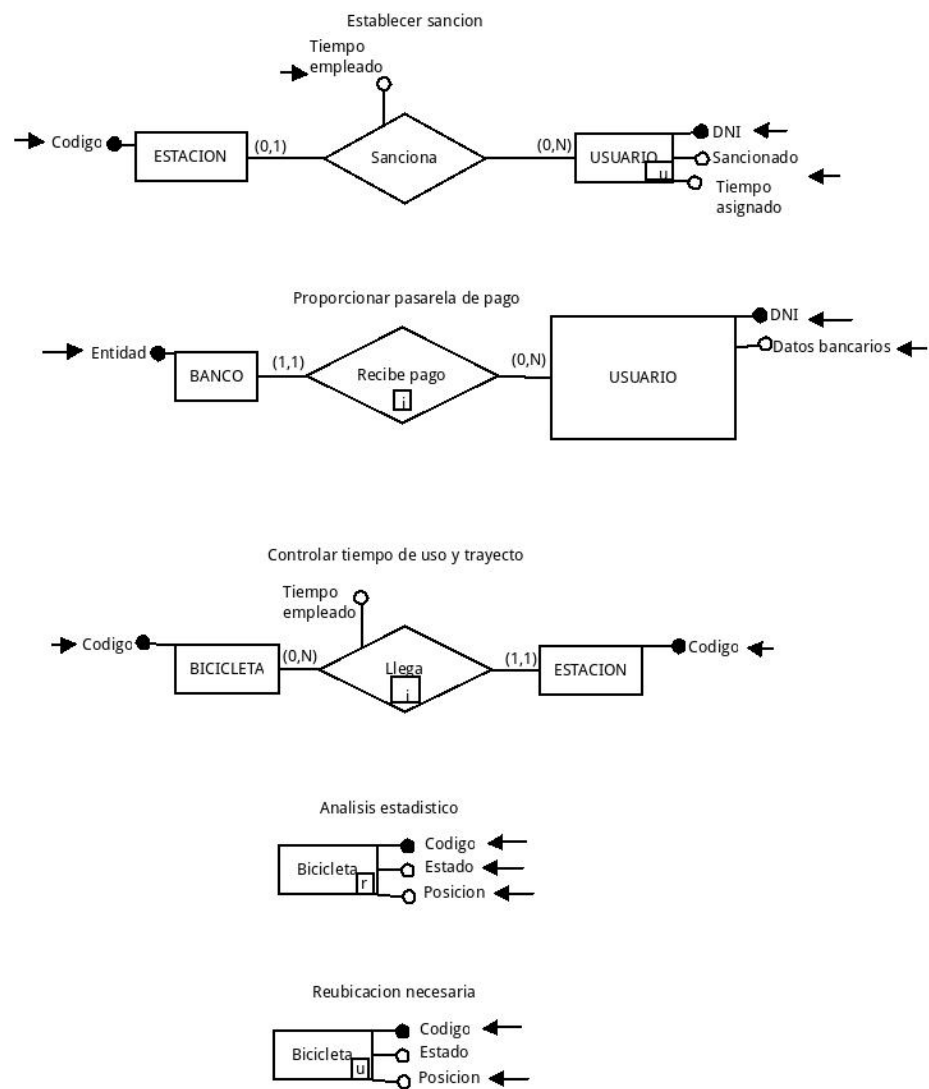 Establecer sancion
Tiempo
empleado
Codigo
ESTACION
(0,1)
Sanciona
(0,N)
USUARIO
u
DNI
Sancionado
Tiempo
asignado
Proporcionar pasarela de pago
Entidad
BANCO
(1,1)
Recibe pago
i
(0,N)
USUARIO
DNI
Datos bancarios
Controlar tiempo de uso y trayecto
Tiempo
empleado
Codigo
BICICLETA
(0,N)
Llega
i
(1,1)
ESTACION
Codigo
Analisis estadistico
Bicicleta
r
Codigo
Estado
Posicion
Reubicacion necesaria
Bicicleta
u
Codigo
Estado
Posicion